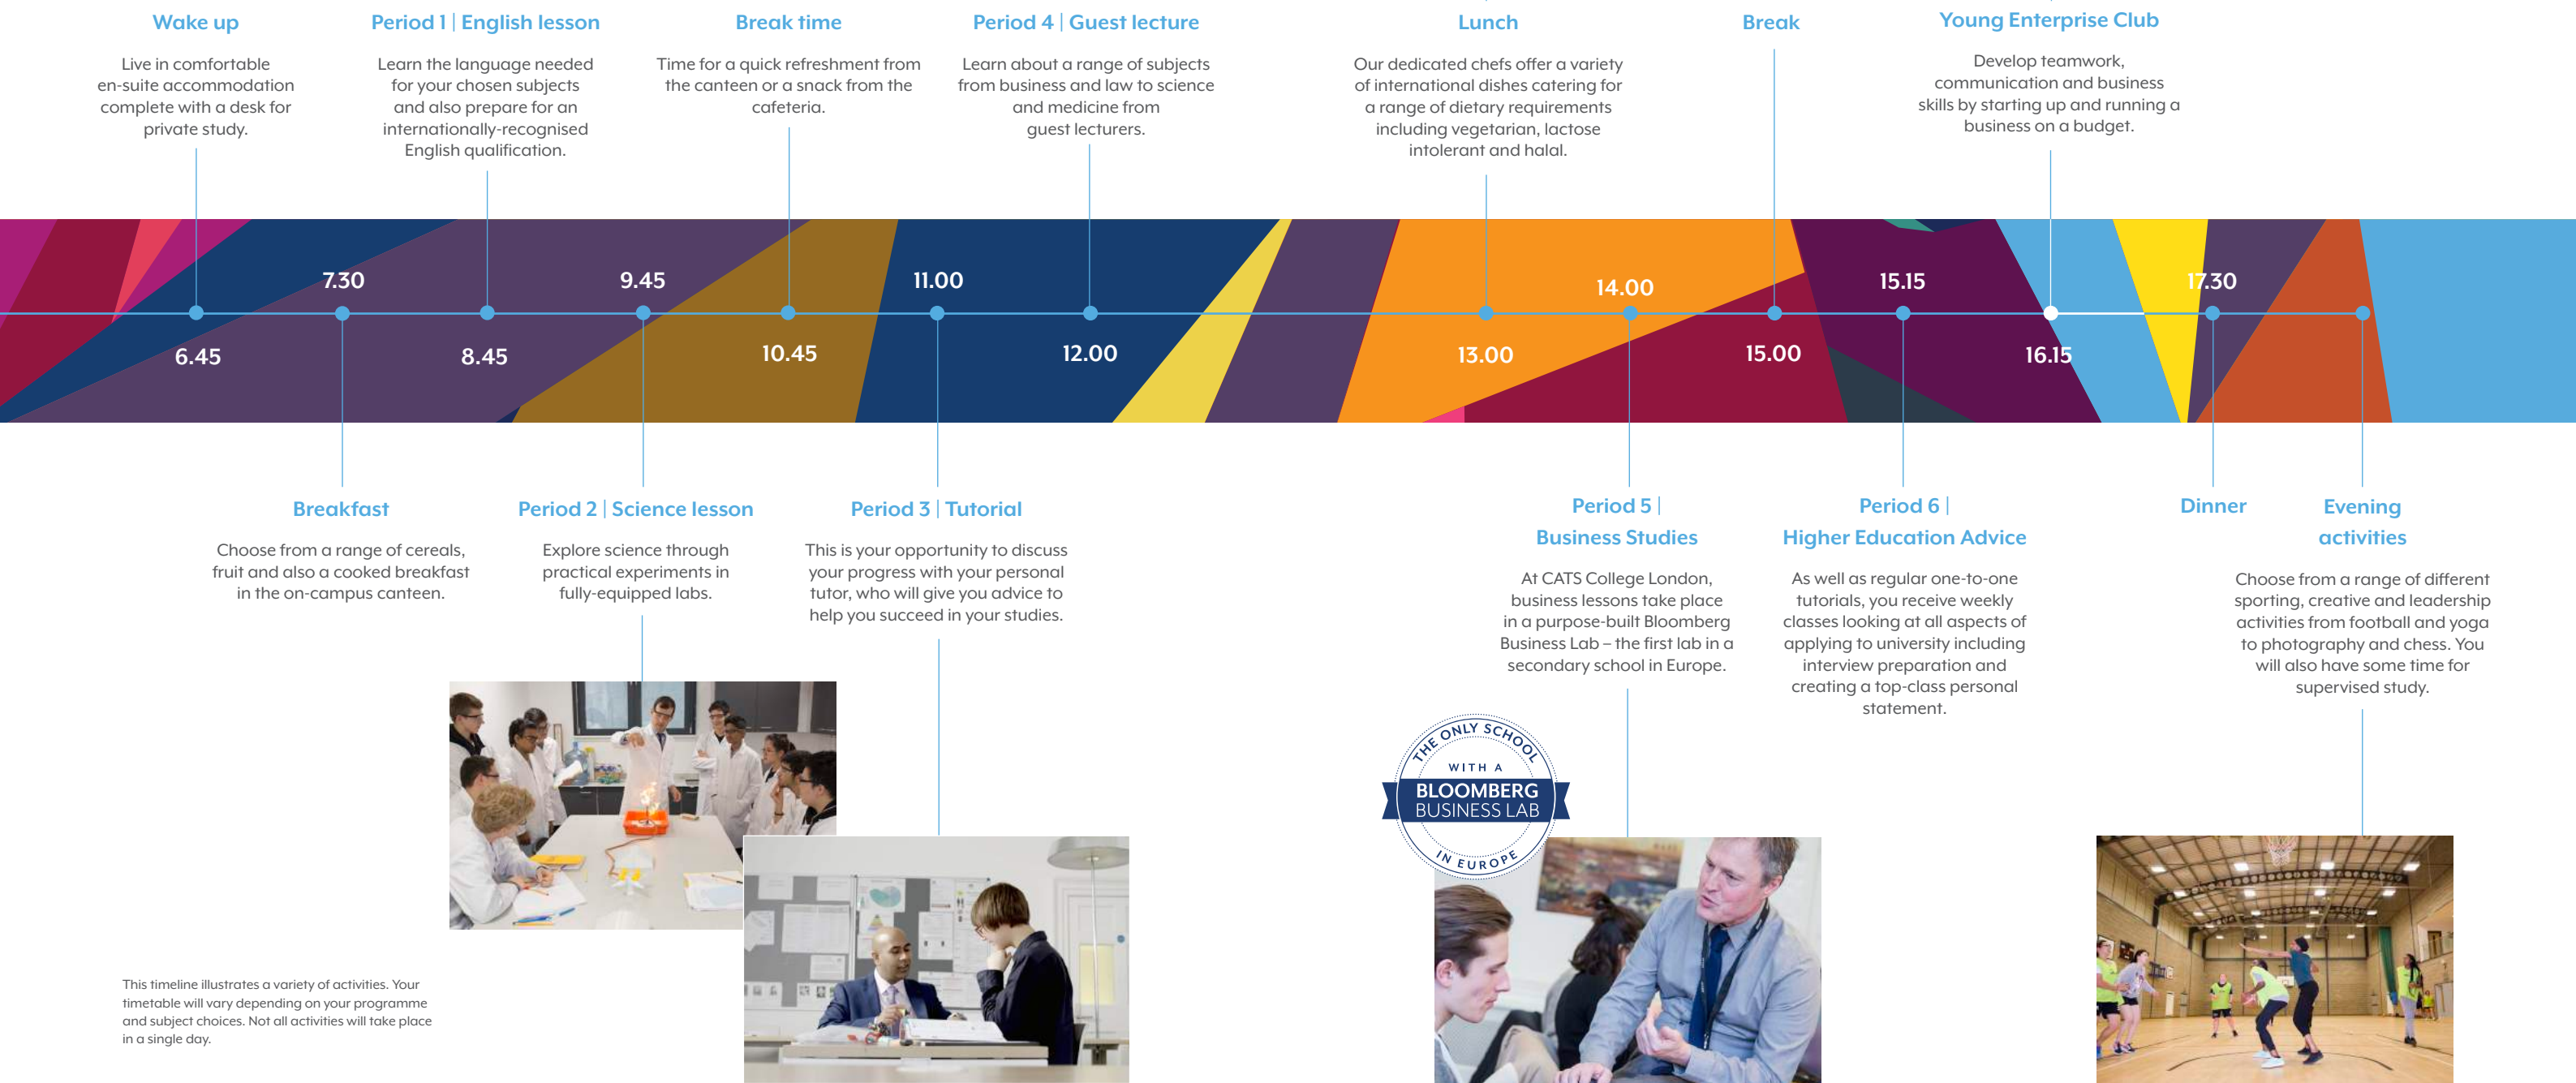 Wake up
Live in comfortable
en-suite accommodation
complete with a desk for
private study.
Period 1 | English lesson
Learn the language needed
for your chosen subjects
and also prepare for an
internationally-recognised
English qualification.
Break time
Time for a quick refreshment from
the canteen or a snack from the
cafeteria.
Period 4 | Guest lecture
Learn about a range of subjects
from business and law to science
and medicine from
guest lecturers.
Lunch
Our dedicated chefs offer a variety
of international dishes catering for
a range of dietary requirements
including vegetarian, lactose
intolerant and halal.
Break
Young Enterprise Club
Develop teamwork,
communication and business
skills by starting up and running a
business on a budget.
6.45
7.30
8.45
9.45
10.45
11.00
12.00
13.00
14.00
15.00
15.15
16.15
17.30
Breakfast
Choose from a range of cereals,
fruit and also a cooked breakfast
in the on-campus canteen.
Period 2 | Science lesson
Explore science through
practical experiments in
fully-equipped labs.
Period 3 | Tutorial
This is your opportunity to discuss
your progress with your personal
tutor, who will give you advice to
help you succeed in your studies.
Period 5 |
Business Studies
At CATS College London,
business lessons take place
in a purpose-built Bloomberg
Business Lab – the first lab in a
secondary school in Europe.
Period 6 |
Higher Education Advice
As well as regular one-to-one
tutorials, you receive weekly
classes looking at all aspects of
applying to university including
interview preparation and
creating a top-class personal
statement.
Dinner
Evening
activities
Choose from a range of different
sporting, creative and leadership
activities from football and yoga
to photography and chess. You
will also have some time for
supervised study.
THE ONLY SCHOOL
WITH A
BLOOMBERG
BUSINESS LAB
IN EUROPE
This timeline illustrates a variety of activities. Your
timetable will vary depending on your programme
and subject choices. Not all activities will take place
in a single day.